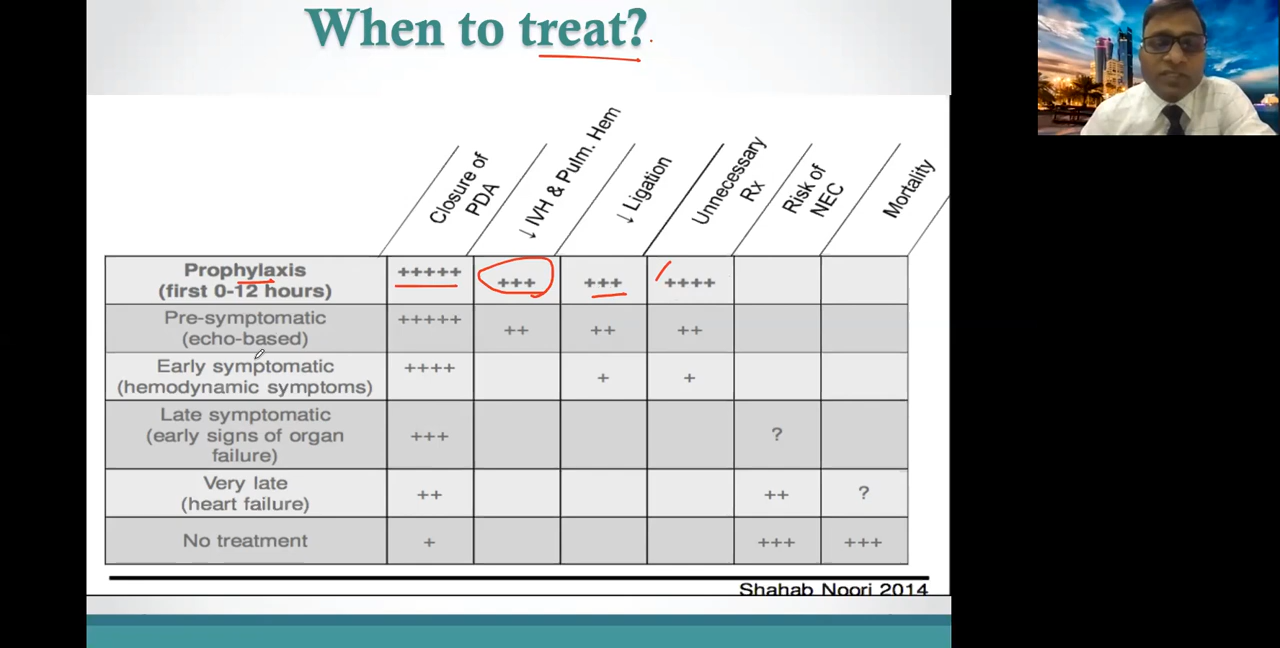 When to treat?
Closure of
PDA
↓ IVH & Pulm. Hem
↓ Ligation
Unnecessary
Rx
Risk of
NEC
Mortality
Prophylaxis +++++ +++ +++ ++++
(first 0-12 hours)
Pre-symptomatic +++++ ++ ++ ++
(echo-based)
Early symptomatic ++++ + +
(hemodynamic symptoms)
Late symptomatic
(early signs of organ +++ ?
failure)
Very late ++ ++ ?
(heart failure)
No treatment + +++ +++
Shahab Noori 2014